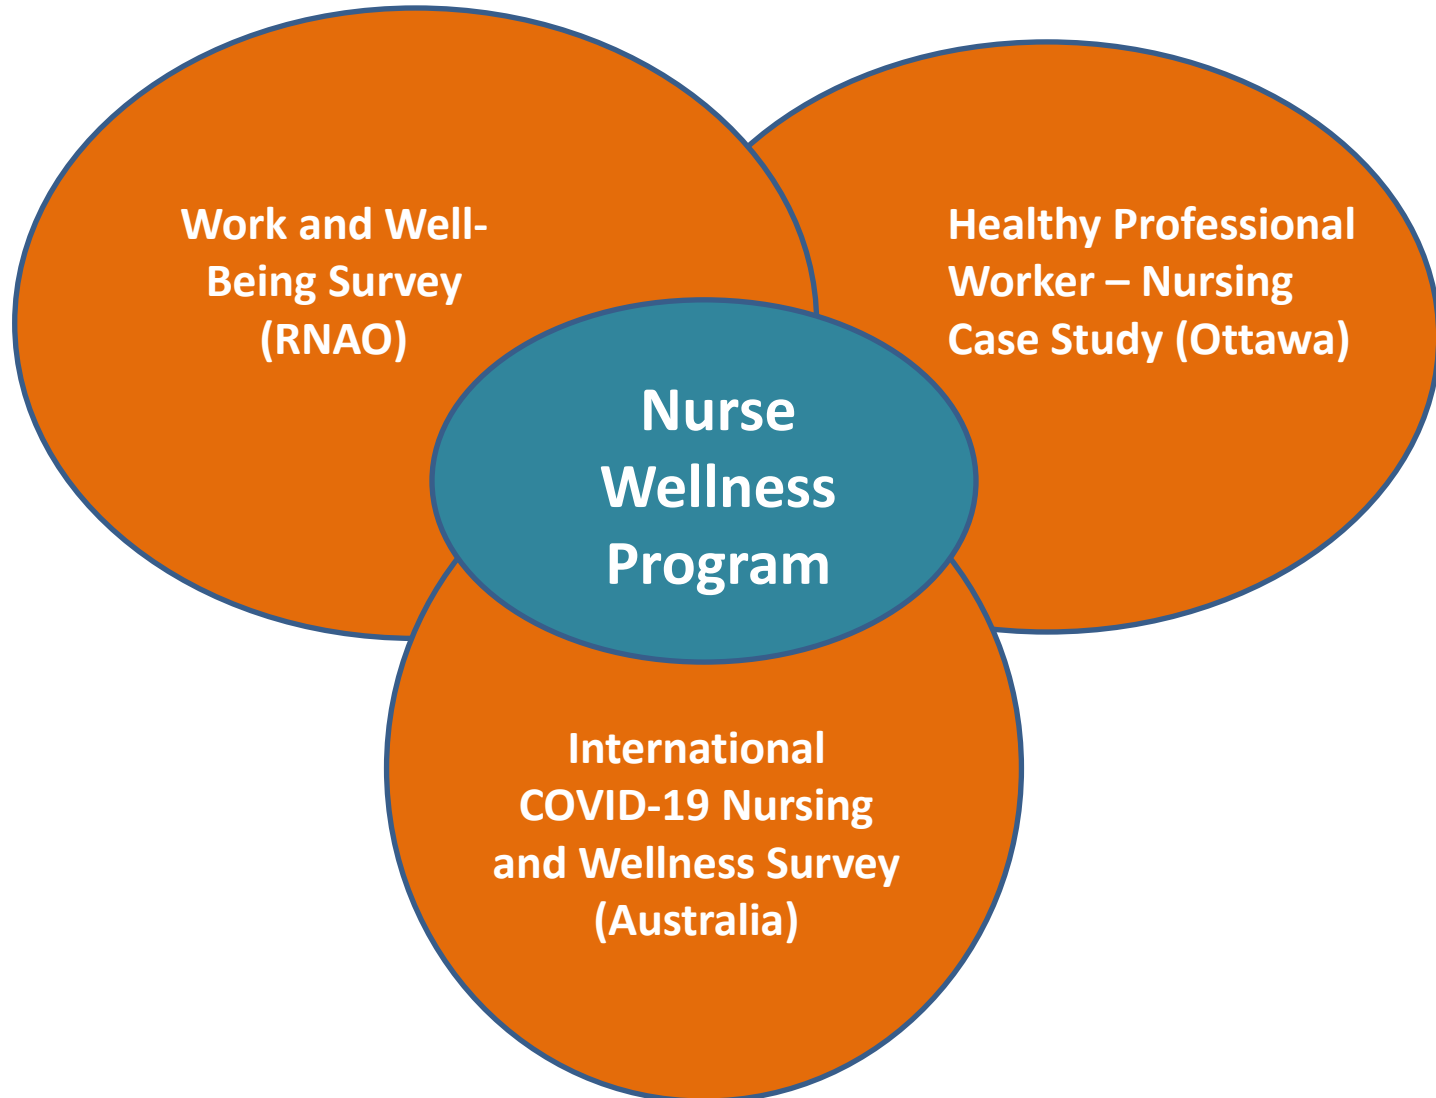 Work and Well-
Being Survey
(RNAO)
Healthy Professional
Worker – Nursing
Case Study (Ottawa)
Nurse
Wellness
Program
International
COVID-19 Nursing
and Wellness Survey
(Australia)